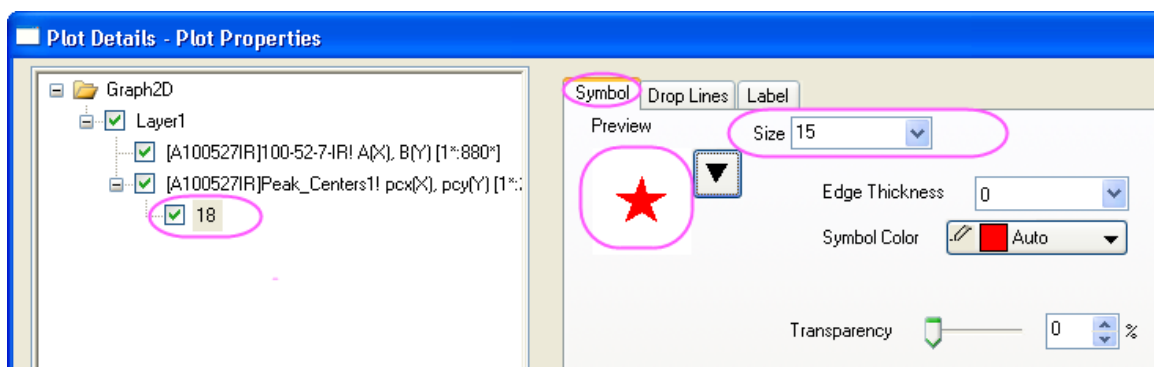 Plot Details - Plot Properties
Graph2D
Layer1
[A100527IR]100-52-7-IR! A(X), B(Y) [1*:880*]
[A100527IR]Peak_Centers1! pcx(X), pcy(Y) [1*:
18
Symbol Drop Lines Label
Preview
Size 15
Edge Thickness 0
Symbol Color Auto
Transparency 0 %